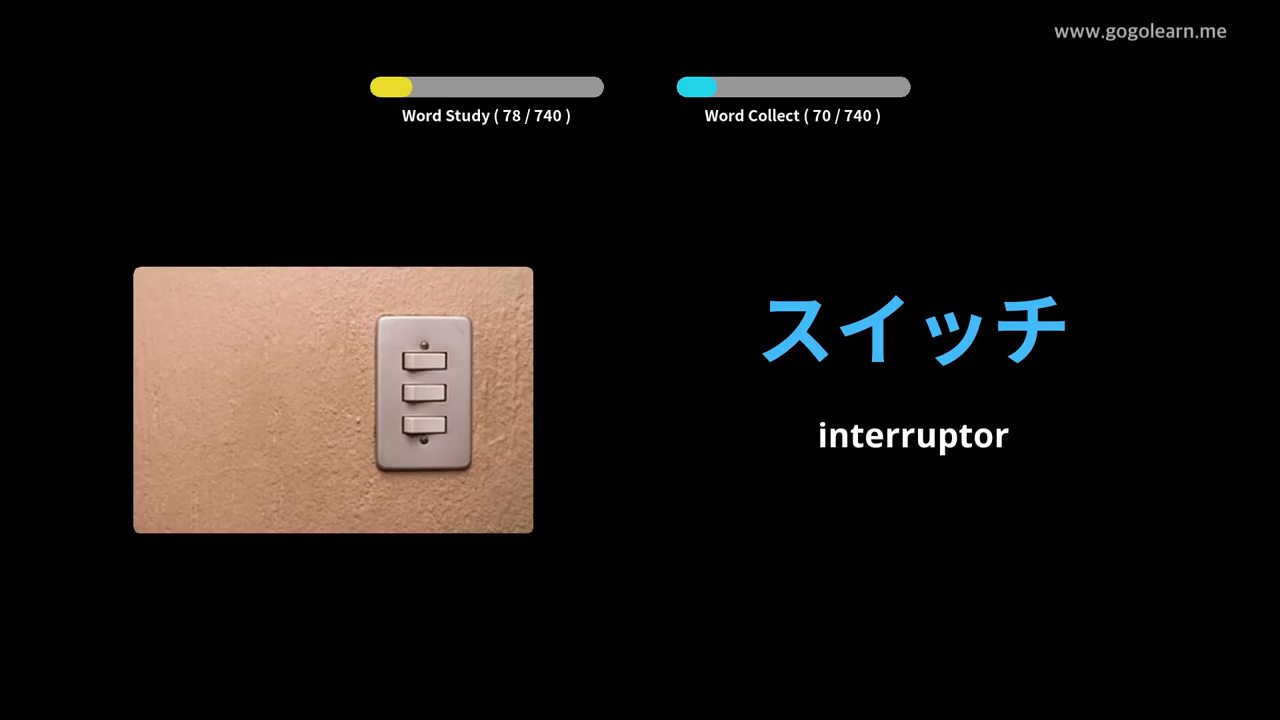 www.gogolearn.me
Word Study ( 78 / 740 )
Word Collect ( 70 / 740 )
スイッチ
interruptor